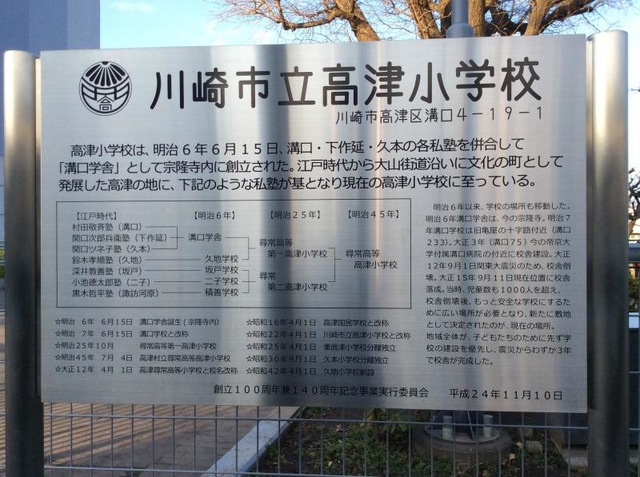 川崎市立高津小学校
川崎市高津区溝口4-19-1
高津小学校は、明治6年6月15日、溝口・下作延・久本の各私塾を併合して
「溝口学舎」として宗隆寺内に創立された。江戸時代から大山街道沿いに文化の町として
発展した高津の地に、下記のような私塾が基となり現在の高津小学校に至っている。
【江戸時代】 【明治6年】 【明治25年】 【明治45年】
村田敬斉塾(溝口)
関口次郎兵衛塾(下作延) 溝口学舎
関口ツネ子塾(久本)
鈴木孝順塾(久地) 久地学校
深井教善塾(坂戸) 坂戸学校
小池徳太郎塾(二子) 二子学校
黒木哲平塾(諏訪河原) 積善学校
尋常高等
第一高津小学校
尋常
第二高津小学校
尋常高等
高津小学校
☆明治 6年 6月15日 溝口学舎誕生(宗隆寺内)
☆明治 7年 6月15日 溝口学校と改称
☆明治25年10月 尋常高等第一高津小学校
☆明治45年 7月 4日 高津村立尋常高等高津小学校
☆大正12年 4月 1日 高津尋常高等小学校と校名改称
☆昭和16年4月1日 高津国民学校と改称
☆昭和22年4月1日 川崎市立高津小学校と改称
☆昭和25年4月1日 東高津小学校分離独立
☆昭和30年9月1日 久本小学校分離独立
☆昭和42年4月1日 久地小学校創設
明治6年以来、学校の場所も移動した。
明治6年溝口学舎は、今の宗隆寺。明治7
年溝口学校は旧亀屋の十字路付近(溝口
233)。大正3年(溝口75)今の帝京大
学付属溝口病院の付近に校舎建設。大正
12年9月1日関東大震災のため、校舎倒
壊。大正15年9月11日現在位置に校舎
落成。当時、児童数も1000人を超え、
校舎倒壊後、もっと安全な学校にするため
に広い場所が必要となり、新たに敷地
として決定されたのが、現在の場所。
地域全体が、子どもたちのために先ず学
校の建設を優先し、震災からわずか3年
で校舎が完成した。
創立100周年兼140周年記念事業実行委員会 平成24年11月10日